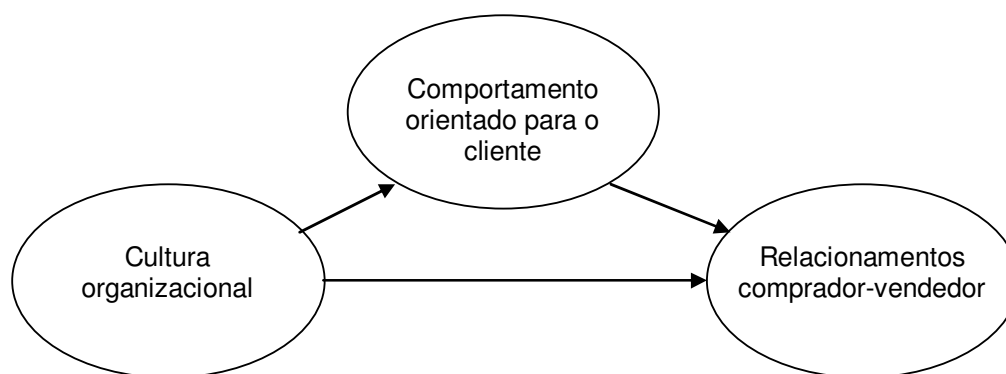 Comportamento
orientado para o
cliente
Cultura
organizacional
Relacionamentos
comprador-vendedor